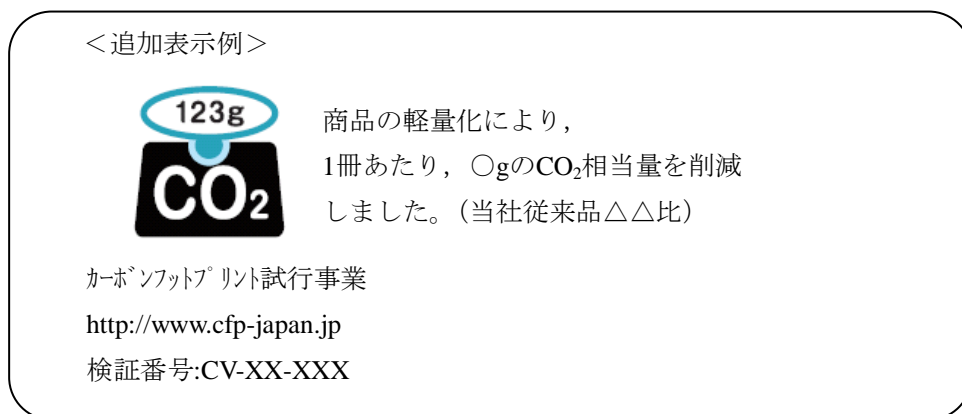 ＜追加表示例＞
123g
CO₂
商品の軽量化により，
1冊あたり，○gのCO₂相当量を削減
しました。（当社従来品△△比）
ｶｰﾎﾞﾝﾌｯﾄﾌﾟﾘﾝﾄ試行事業
http://www.cfp-japan.jp
検証番号:CV-XX-XXX